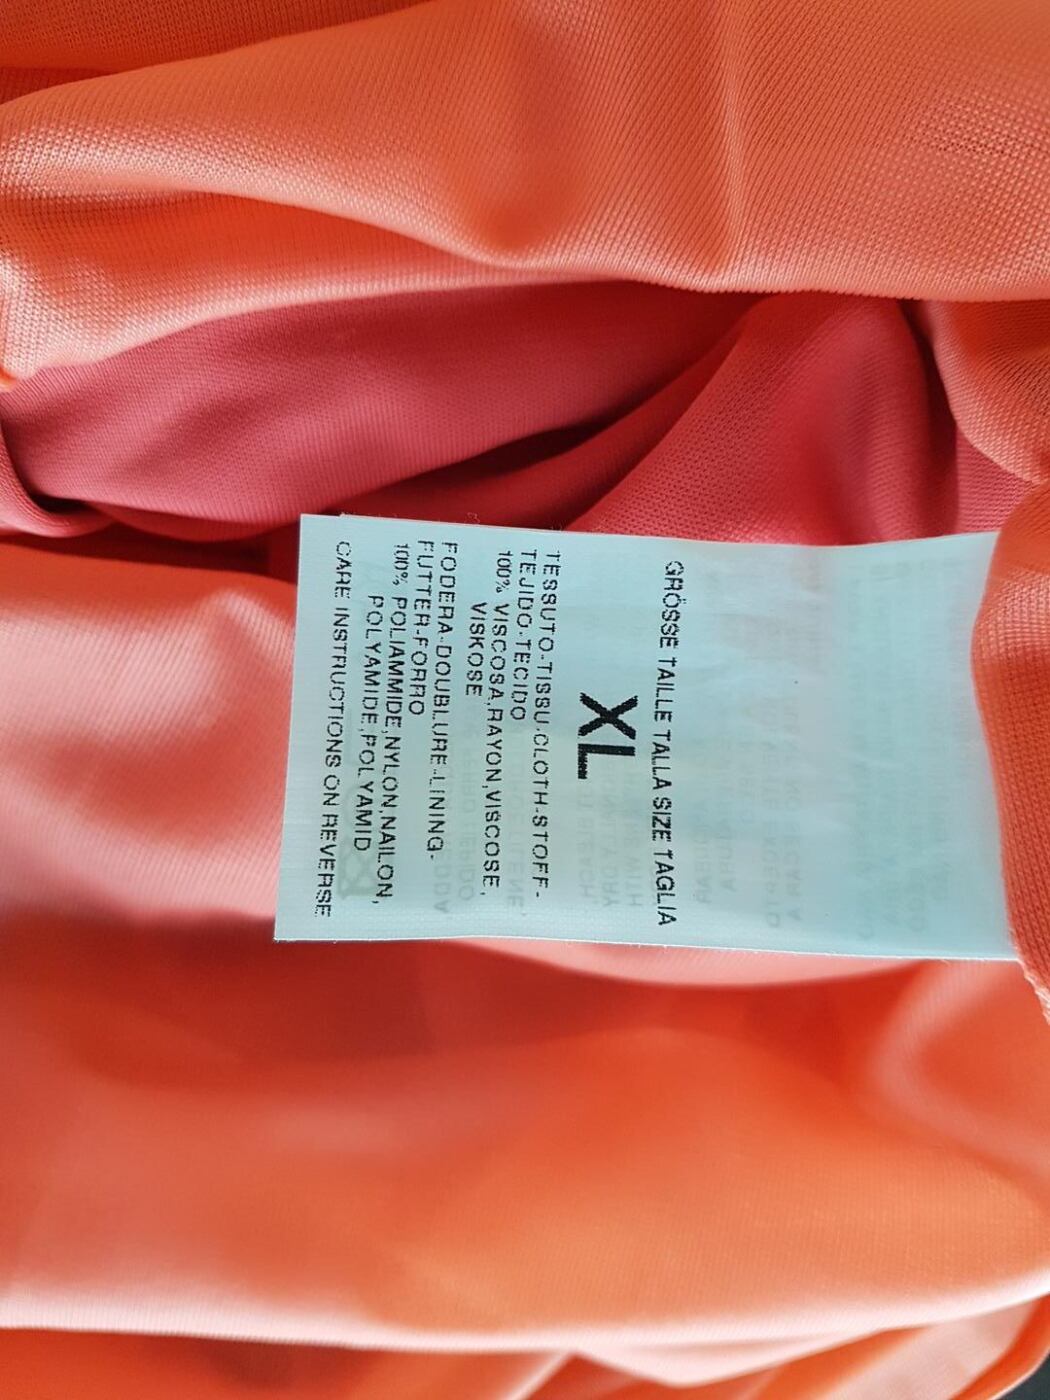 GRÖSSE TAILLE TALLA SIZE TAGLIA
XL
TESSUTO-TISSU.CLOTH-STOFF-
TEJIDO-TECIDO
100% VISCOSA,RAYON,VISCOSE,
VISKOSE
FODERA-DOUBLURE-LINING-
FUTTER-FORRO
100% POLIAMMIDE,NYLON,NAILON,
POLYAMIDE,POLYAMID
CARE INSTRUCTIONS ON REVERSE